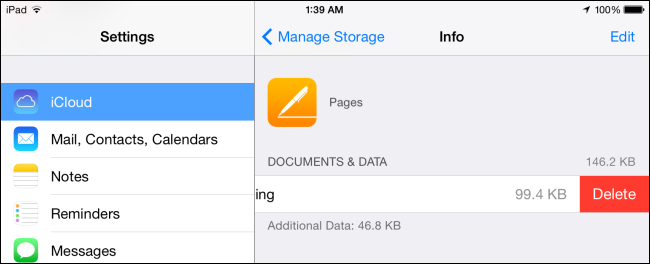 iPad 1:39 AM 100%
Settings Manage Storage Info Edit
iCloud
Pages
Mail, Contacts, Calendars
DOCUMENTS & DATA 146.2 KB
Notes
ing 99.4 KB Delete
Reminders
Additional Data: 46.8 KB
Messages